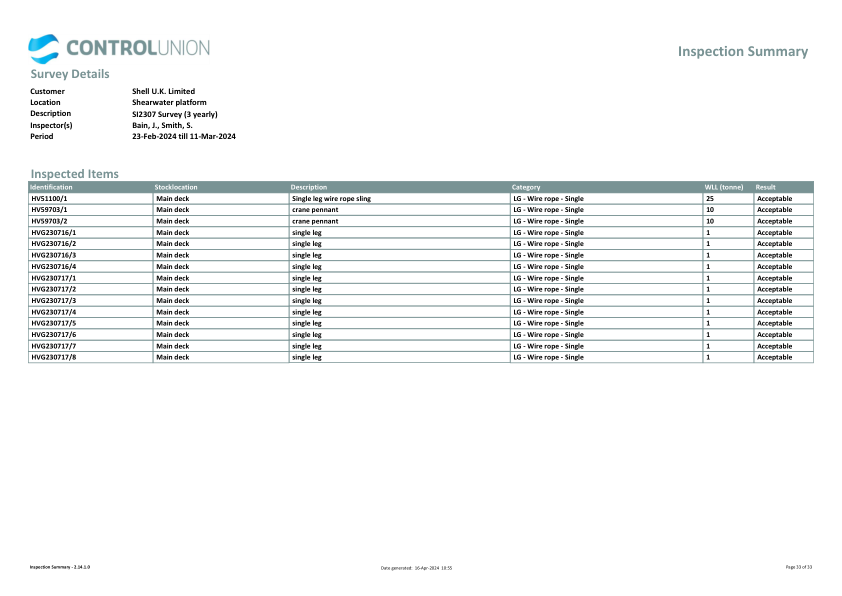 CONTROLUNION
Inspection Summary
Survey Details
Customer Shell U.K. Limited
Location Shearwater platform
Description SI2307 Survey (3 yearly)
Inspector(s) Bain, J., Smith, S.
Period 23-Feb-2024 till 11-Mar-2024
Inspected Items
Identification Stocklocation Description Category WLL (tonne) Result
HV51100/1 Main deck Single leg wire rope sling LG - Wire rope - Single 25 Acceptable
HV59703/1 Main deck crane pennant LG - Wire rope - Single 10 Acceptable
HV59703/2 Main deck crane pennant LG - Wire rope - Single 10 Acceptable
HVG230716/1 Main deck single leg LG - Wire rope - Single 1 Acceptable
HVG230716/2 Main deck single leg LG - Wire rope - Single 1 Acceptable
HVG230716/3 Main deck single leg LG - Wire rope - Single 1 Acceptable
HVG230716/4 Main deck single leg LG - Wire rope - Single 1 Acceptable
HVG230717/1 Main deck single leg LG - Wire rope - Single 1 Acceptable
HVG230717/2 Main deck single leg LG - Wire rope - Single 1 Acceptable
HVG230717/3 Main deck single leg LG - Wire rope - Single 1 Acceptable
HVG230717/4 Main deck single leg LG - Wire rope - Single 1 Acceptable
HVG230717/5 Main deck single leg LG - Wire rope - Single 1 Acceptable
HVG230717/6 Main deck single leg LG - Wire rope - Single 1 Acceptable
HVG230717/7 Main deck single leg LG - Wire rope - Single 1 Acceptable
HVG230717/8 Main deck single leg LG - Wire rope - Single 1 Acceptable
Inspection Summary - 2.14.1.0 Date generated: 16-Apr-2024 10:55 Page 33 of 33